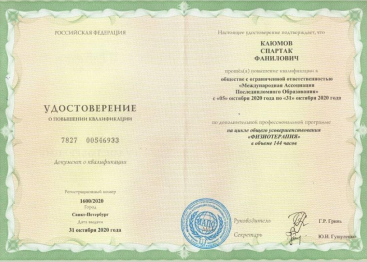 РОССИЙСКАЯ ФЕДЕРАЦИЯ
УДОСТОВЕРЕНИЕ
О ПОВЫШЕНИИ КВАЛИФИКАЦИИ
7827 00546933
Документ о квалификации
Регистрационный номер
1600/2020
Город
Санкт-Петербург
Дата выдачи
31 октября 2020 года
Настоящее удостоверение подтверждает, что
КАЮМОВ
СПАРТАК
ФАНИЛОВИЧ
прошёл(а) повышение квалификации в
обществе с ограниченной ответственностью
«Международная Ассоциация
Последипломного Образования»
с «05» октября 2020 года по «31» октября 2020 года
по дополнительной профессиональной программе
на цикле общего усовершенствования
«ФИЗИОТЕРАПИЯ»
в объеме 144 часов
Руководитель
Г.Р. Гринь
Секретарь
Ю.И.